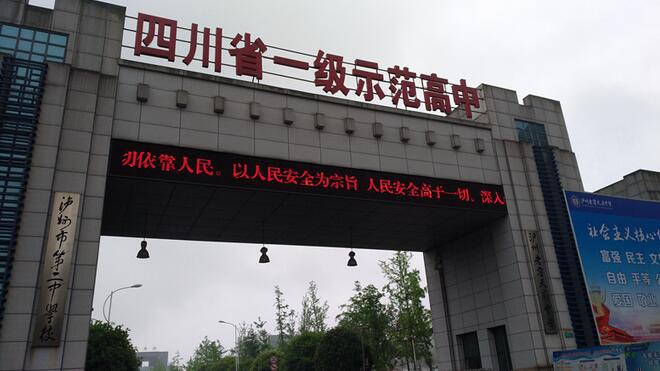 四川省一级示范高中
依靠人民。以人民安全为宗旨 人民安全高于一切。深入
泸州市第二中学校
社会主义核心
富强 民主 文
自由 平等
爱国 敬业